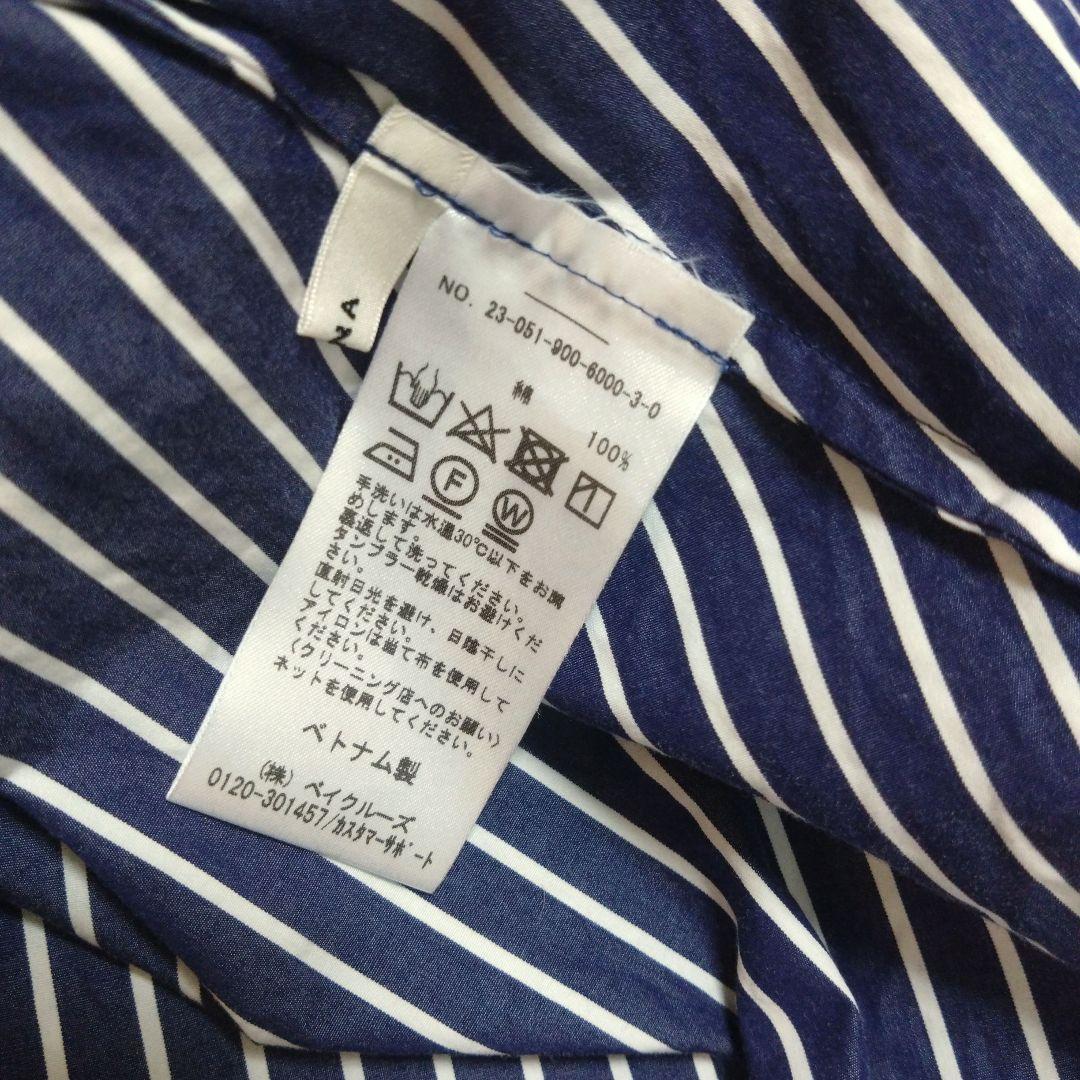 NO. 23-051-900-6000-3-0
綿 100%
F
W
手洗いは水温30℃以下をお薦
めします。
裏返して洗ってください。
タンブラー乾燥はお避けくだ
さい。
直射日光を避け、日陰干しに
してください。
アイロンは当て布を使用して
ください。
〈クリーニング店へのお願い〉
ネットを使用してください。
ベトナム製
(株) ベイクルーズ
0120-301457/カスタマーサポート